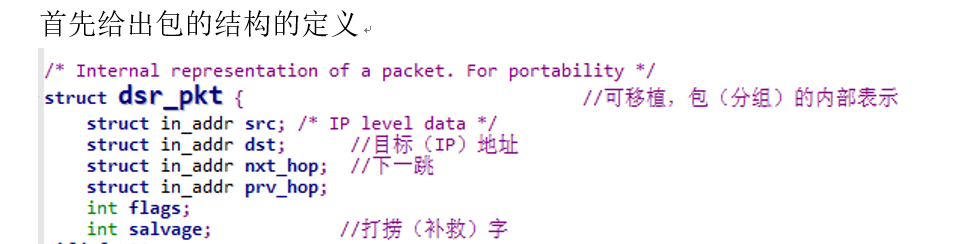 首先给出包的结构的定义
/* Internal representation of a packet. For portability */
struct dsr_pkt { //可移植，包（分组）的内部表示
struct in_addr src; /* IP level data */
struct in_addr dst; //目标（IP）地址
struct in_addr nxt_hop; //下一跳
struct in_addr prv_hop;
int flags;
int salvage; //打捞（补救）字